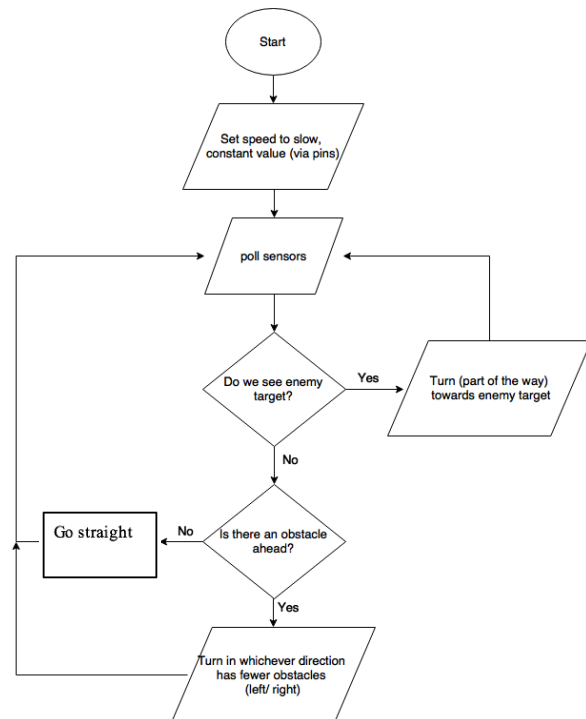 Start
Set speed to slow,
constant value (via pins)
poll sensors
Do we see enemy
target?
Yes
Turn (part of the way)
towards enemy target
No
Is there an obstacle
ahead?
No
Go straight
Yes
Turn in whichever direction
has fewer obstacles
(left/ right)